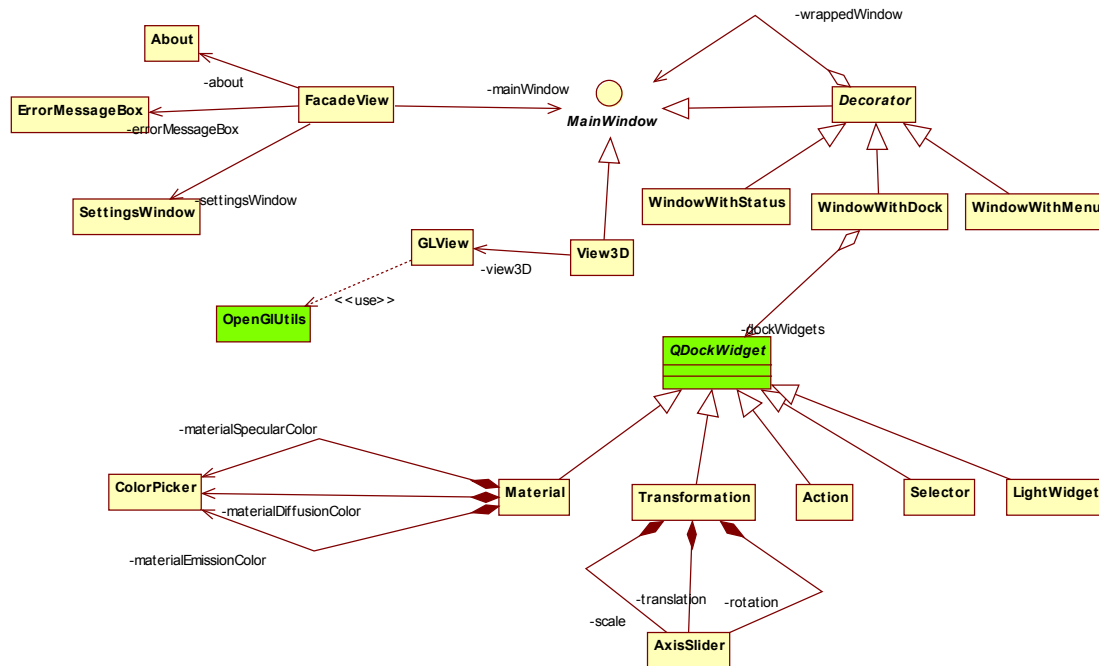 -wrappedWindow
About
-about
-mainWindow
FacadeView
Decorator
ErrorMessageBox
MainWindow
-errorMessageBox
-settingsWindow
SettingsWindow
WindowWithStatus
WindowWithDock
WindowWithMenu
GLView
View3D
-view3D
<<use>>
OpenGlUtils
-dockWidgets
QDockWidget
-materialSpecularColor
ColorPicker
Material
Transformation
Action
Selector
LightWidget
-materialDiffusionColor
-materialEmissionColor
-translation
-rotation
-scale
AxisSlider